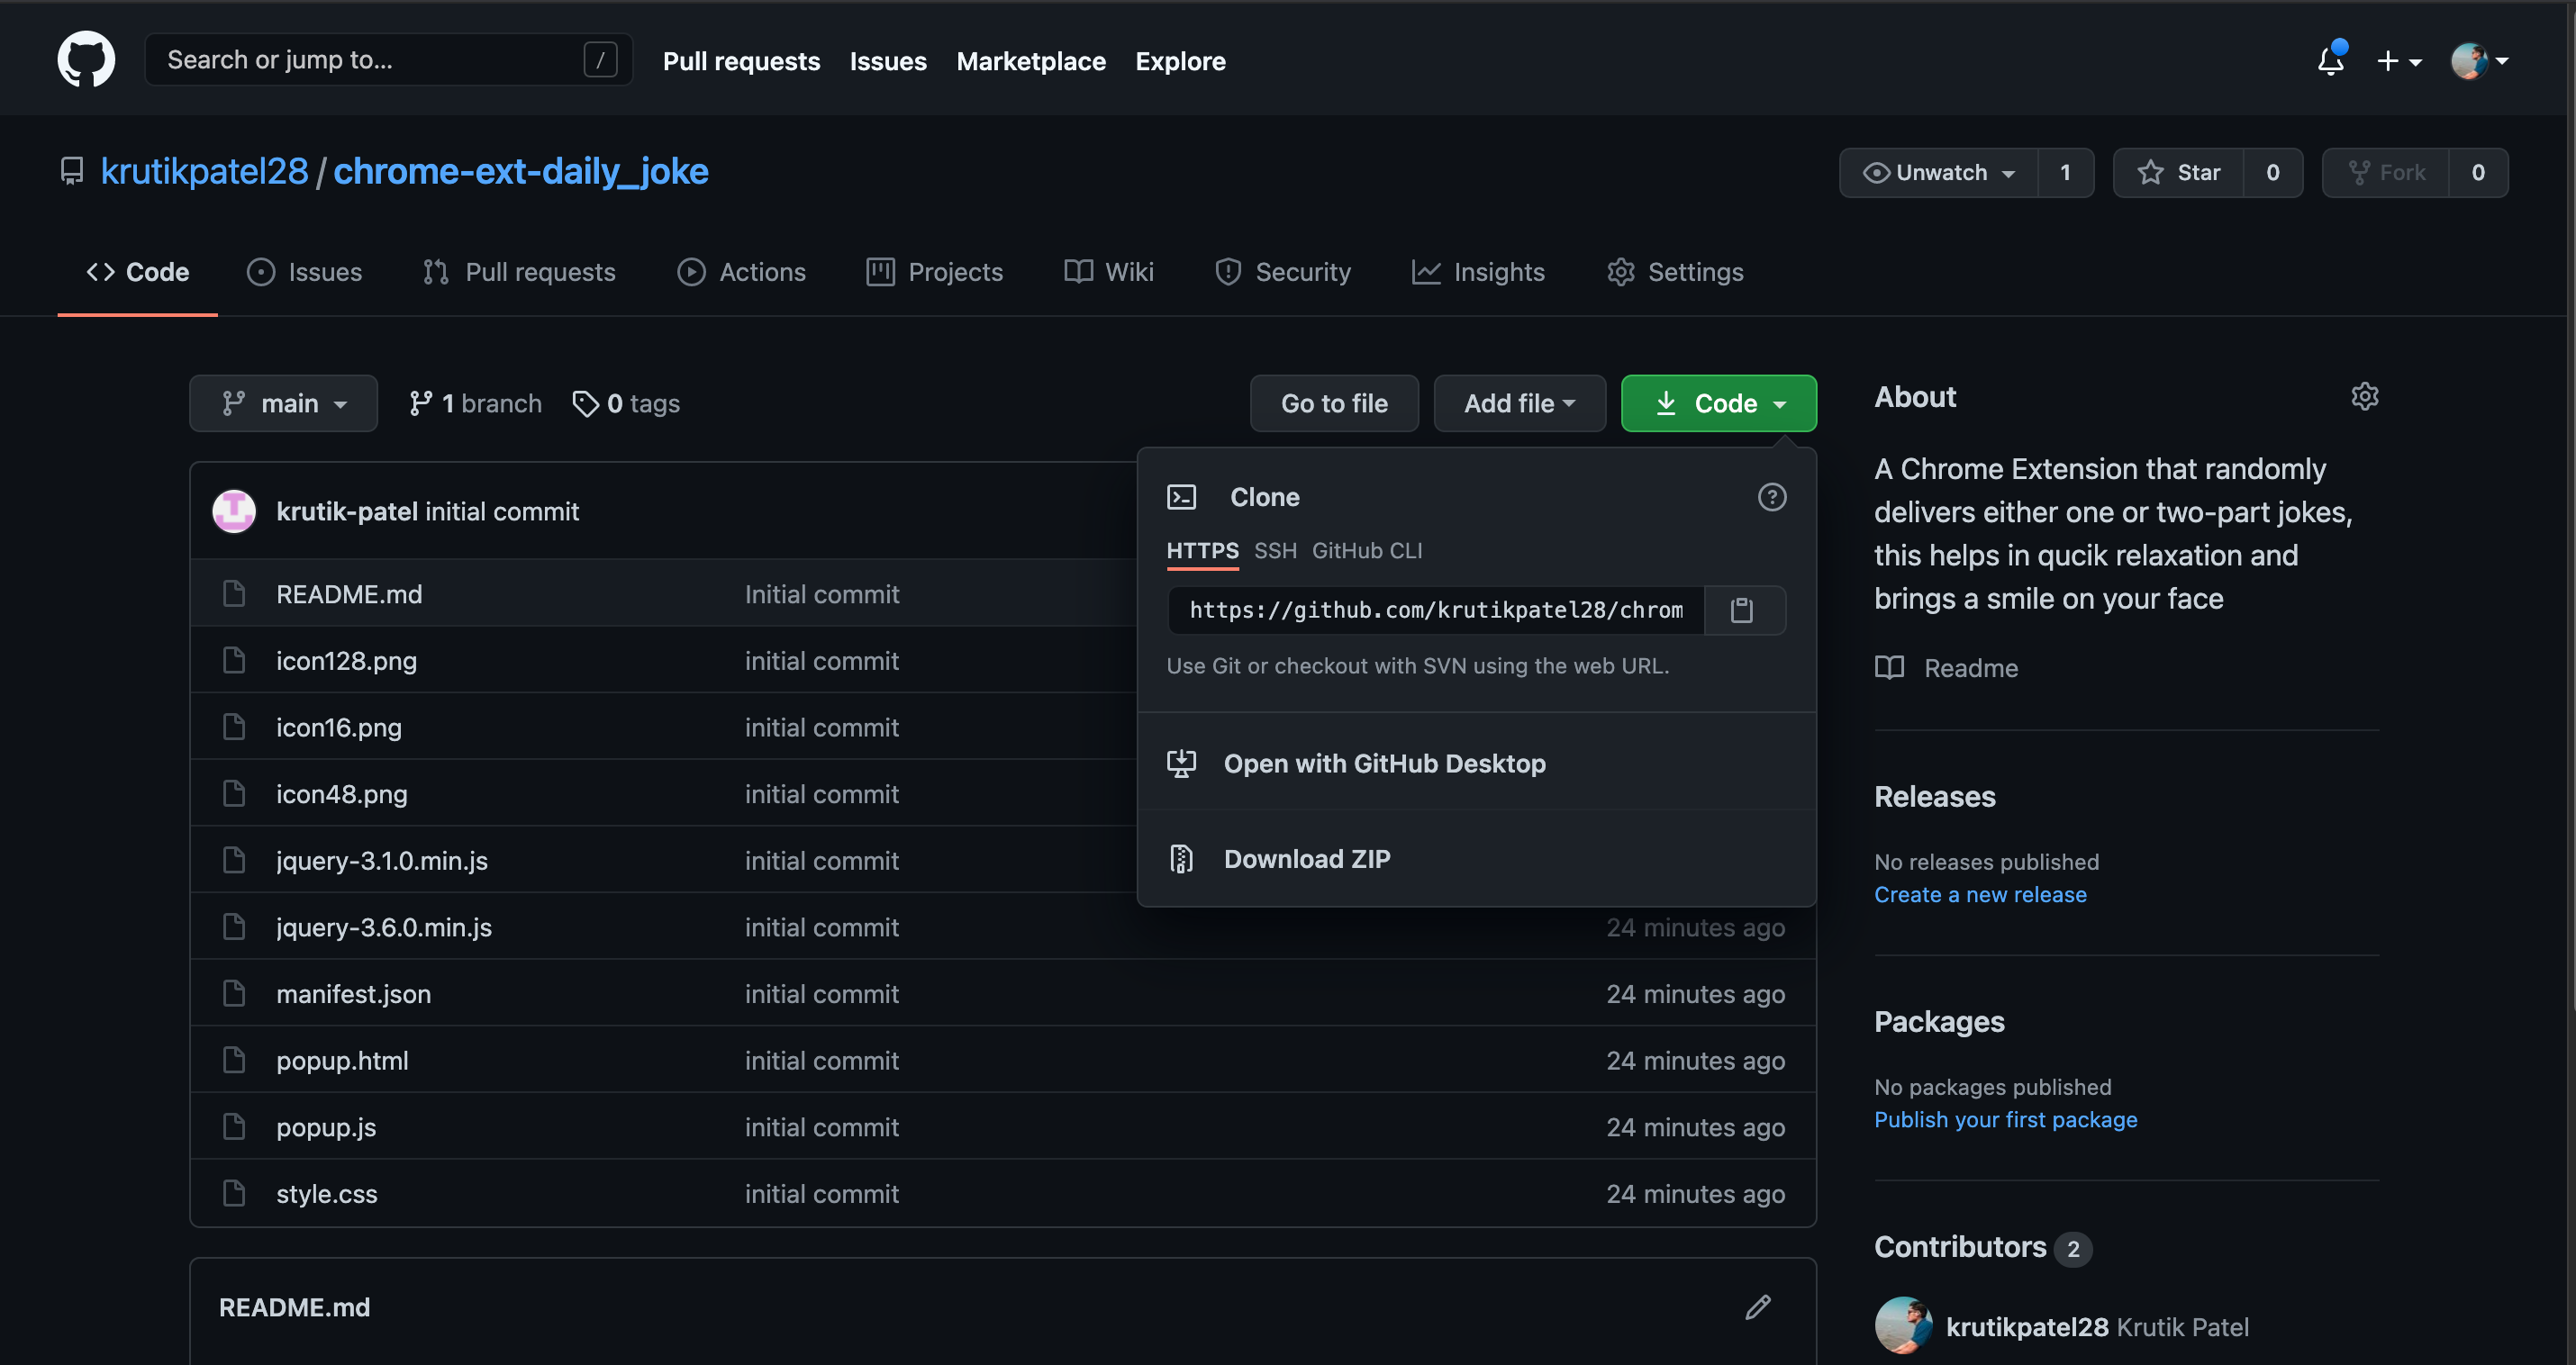 Search or jump to... /
Pull requests Issues Marketplace Explore
krutikpatel28 / chrome-ext-daily_joke
Unwatch 1 Star 0 Fork 0
Code Issues Pull requests Actions Projects Wiki Security Insights Settings
main 1 branch 0 tags
Go to file Add file Code
krutik-patel initial commit
README.md Initial commit
icon128.png initial commit
icon16.png initial commit
icon48.png initial commit
jquery-3.1.0.min.js initial commit
jquery-3.6.0.min.js initial commit 24 minutes ago
manifest.json initial commit 24 minutes ago
popup.html initial commit 24 minutes ago
popup.js initial commit 24 minutes ago
style.css initial commit 24 minutes ago
README.md
Clone
HTTPS SSH GitHub CLI
https://github.com/krutikpatel28/chrom
Use Git or checkout with SVN using the web URL.
Open with GitHub Desktop
Download ZIP
About
A Chrome Extension that randomly
delivers either one or two-part jokes,
this helps in qucik relaxation and
brings a smile on your face
Readme
Releases
No releases published
Create a new release
Packages
No packages published
Publish your first package
Contributors 2
krutikpatel28 Krutik Patel